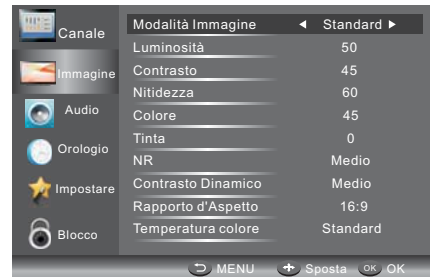 Canale
Immagine
Audio
Orologio
Impostare
Blocco
Modalità Immagine Standard
Luminosità 50
Contrasto 45
Nitidezza 60
Colore 45
Tinta 0
NR Medio
Contrasto Dinamico Medio
Rapporto d'Aspetto 16:9
Temperatura colore Standard
MENU Sposta OK OK